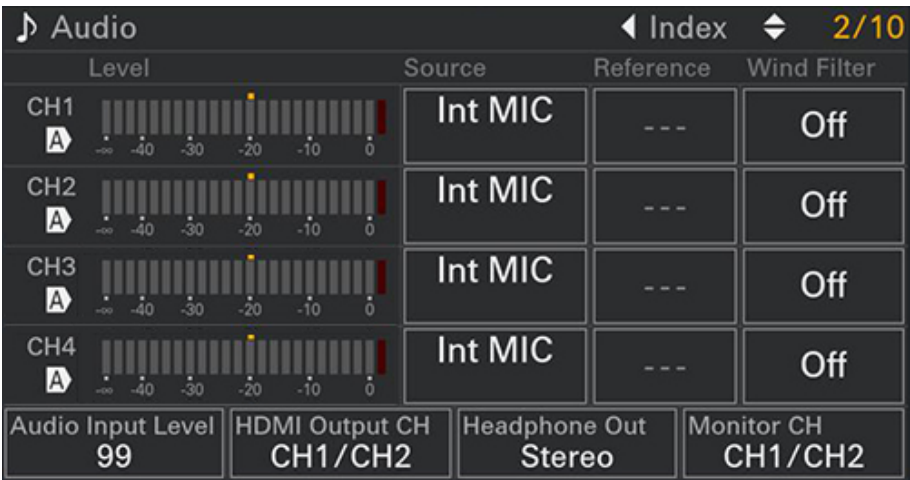 ♪ Audio ◀ Index 2/10
Level Source Reference Wind Filter
CH1 Int MIC --- Off
A -∞ -40 -30 -20 -10 0
CH2 Int MIC --- Off
A -∞ -40 -30 -20 -10 0
CH3 Int MIC --- Off
A -∞ -40 -30 -20 -10 0
CH4 Int MIC --- Off
A -∞ -40 -30 -20 -10 0
Audio Input Level HDMI Output CH Headphone Out Monitor CH
99 CH1/CH2 Stereo CH1/CH2